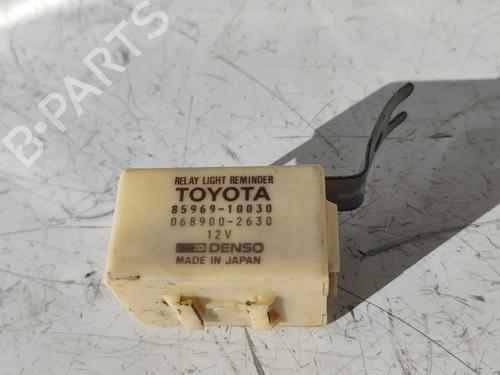 B-PARTS
RELAY LIGHT REMINDER
TOYOTA
85969-10030
068900-2630
12V
DENSO
MADE IN JAPAN